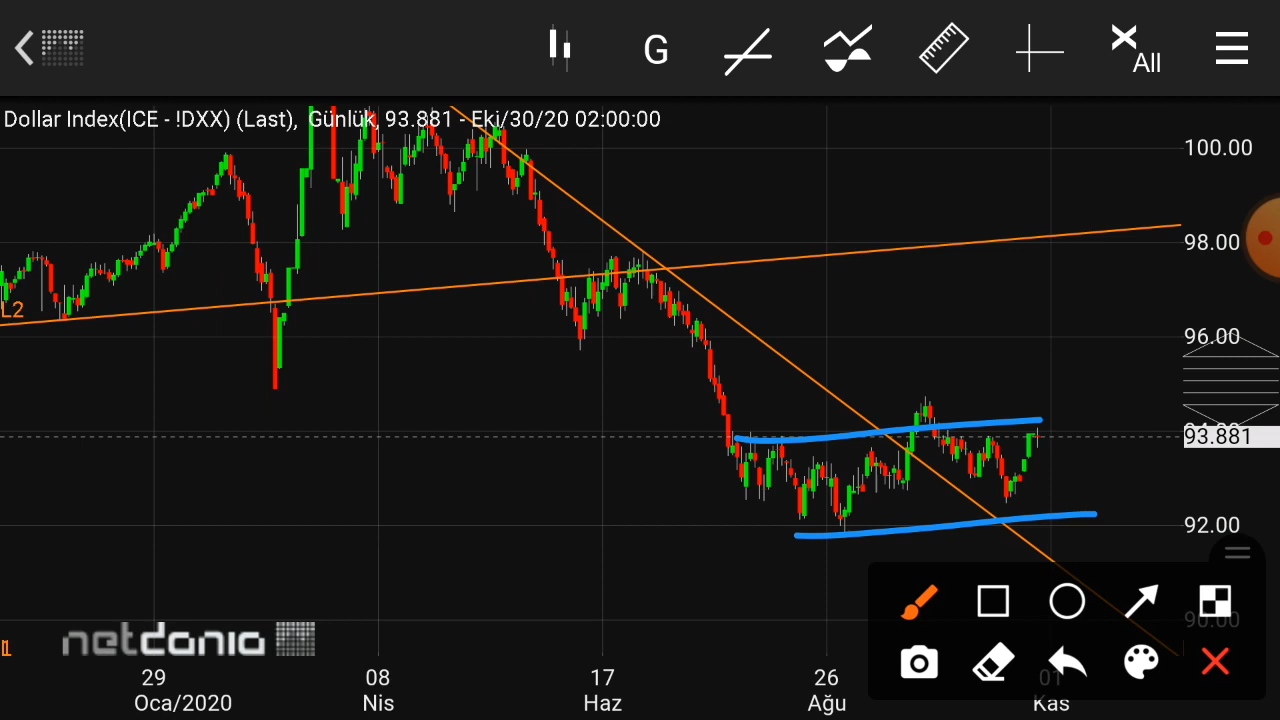 G
All
Dollar Index(ICE - !DXX) (Last), Günlük, 93.881 - Eki/30/20 02:00:00
100.00
98.00
L2
96.00
93.881
92.00
90.00
netdania
29 08 17 26 01
Oca/2020 Nis Haz Ağu Kas